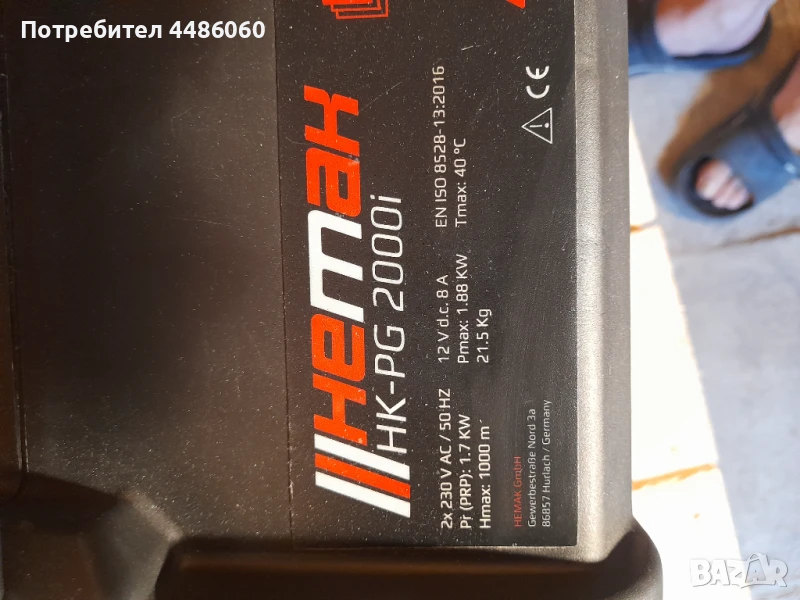 Потребител 4486060
Hemak
HK-PG 2000i
2x 230 V AC / 50 HZ 12 V d.c. 8 A EN ISO 8528-13:2016
Pr (PRP): 1.7 KW Pmax: 1.88 KW Tmax: 40 °C
Hmax: 1000 m 21.5 Kg
HEMAK GmbH
Gewerbestraße Nord 3a
86857 Hurlach / Germany
CE
BAZAR